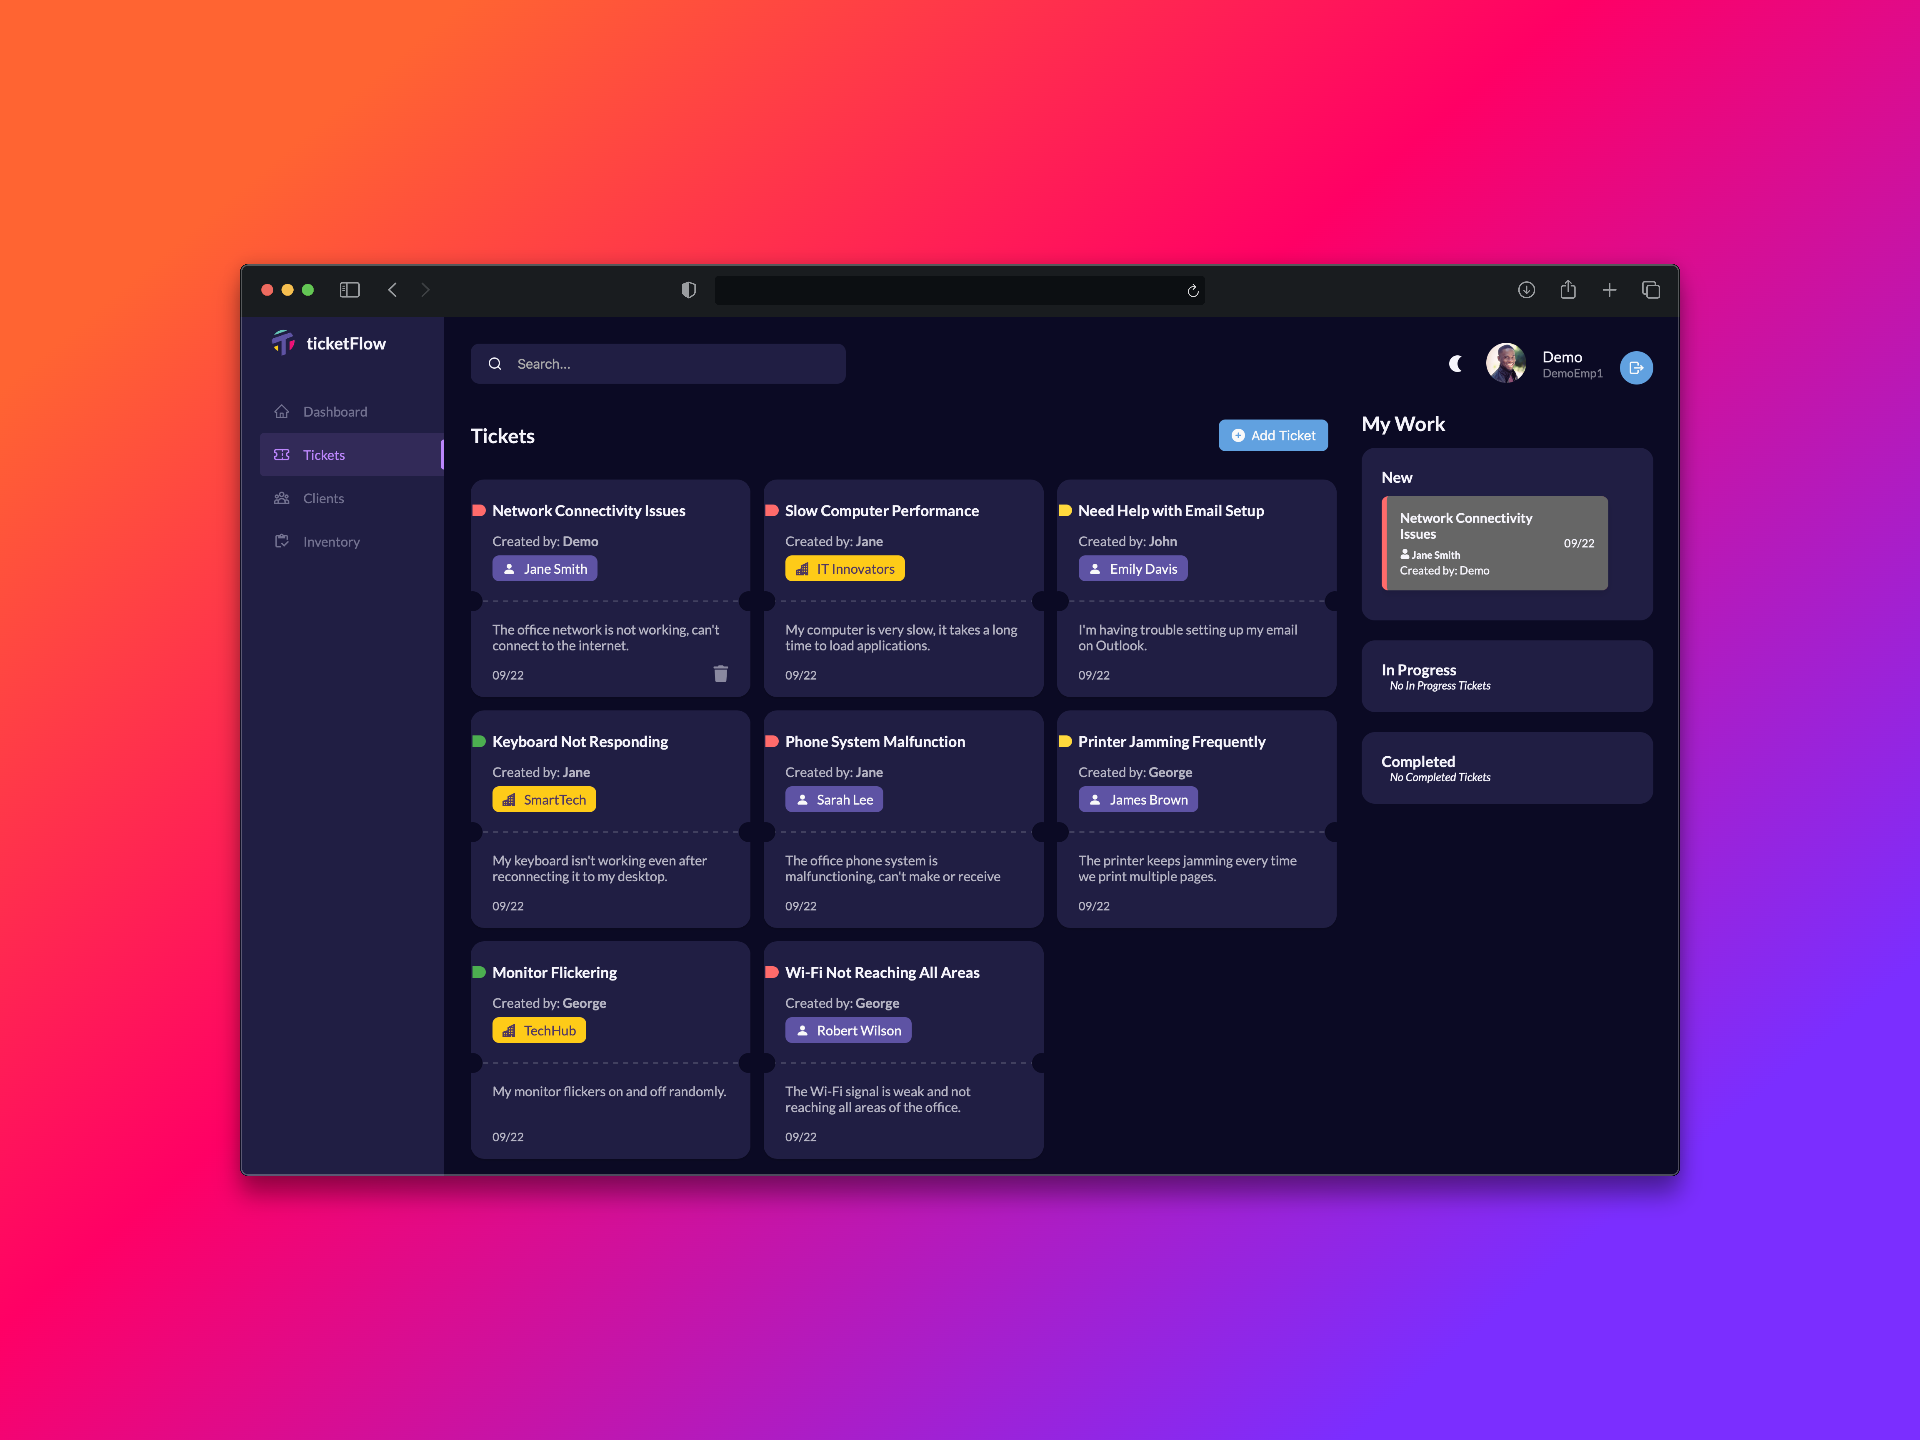 ticketFlow
Search...
Demo
DemoEmp1
Dashboard
Tickets
Clients
Inventory
Tickets
Add Ticket
Network Connectivity Issues
Created by: Demo
Jane Smith
The office network is not working, can't
connect to the internet.
09/22
Slow Computer Performance
Created by: Jane
IT Innovators
My computer is very slow, it takes a long
time to load applications.
09/22
Need Help with Email Setup
Created by: John
Emily Davis
I'm having trouble setting up my email
on Outlook.
09/22
Keyboard Not Responding
Created by: Jane
SmartTech
My keyboard isn't working even after
reconnecting it to my desktop.
09/22
Phone System Malfunction
Created by: Jane
Sarah Lee
The office phone system is
malfunctioning, can't make or receive
09/22
Printer Jamming Frequently
Created by: George
James Brown
The printer keeps jamming every time
we print multiple pages.
09/22
Monitor Flickering
Created by: George
TechHub
My monitor flickers on and off randomly.
09/22
Wi-Fi Not Reaching All Areas
Created by: George
Robert Wilson
The Wi-Fi signal is weak and not
reaching all areas of the office.
09/22
My Work
New
Network Connectivity
Issues
09/22
Jane Smith
Created by: Demo
In Progress
No In Progress Tickets
Completed
No Completed Tickets